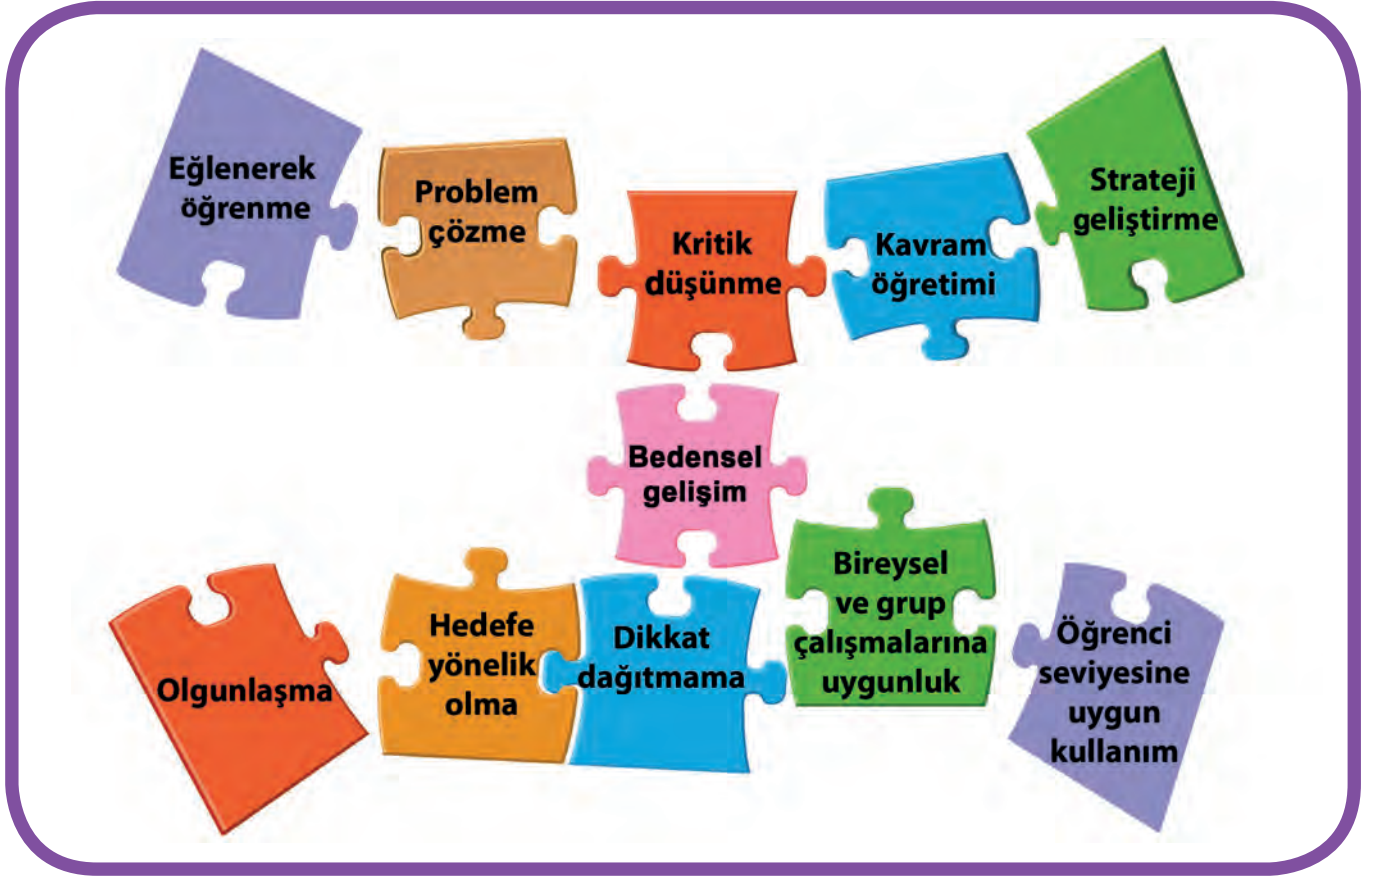 Eğlenerek
öğrenme
Problem
çözme
Kritik
düşünme
Kavram
öğretimi
Strateji
geliştirme
Bedensel
gelişim
Olgunlaşma
Hedefe
yönelik
olma
Dikkat
dağıtmama
Bireysel
ve grup
çalışmalarına
uygunluk
Öğrenci
seviyesine
uygun
kullanım